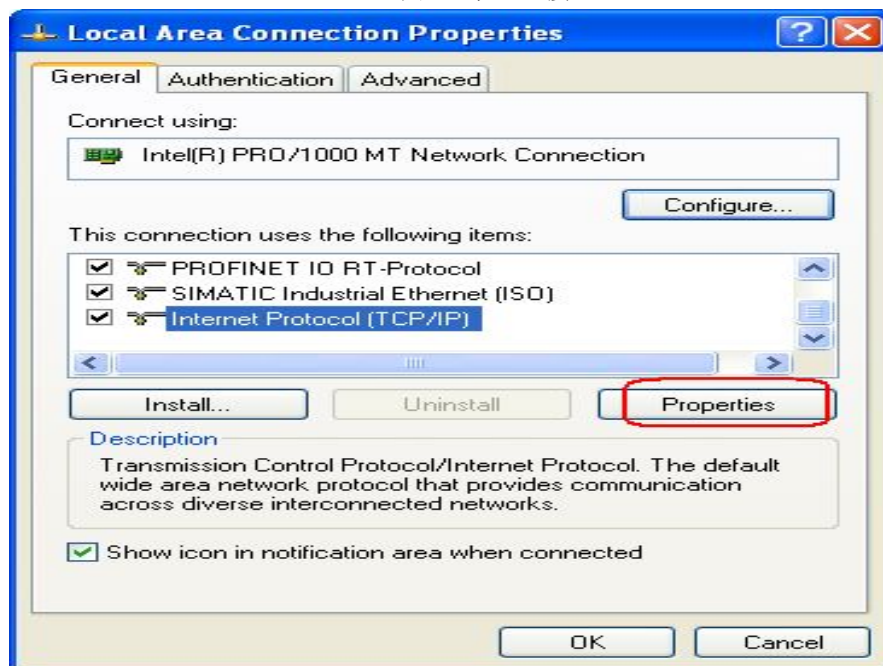 Local Area Connection Properties
General Authentication Advanced
Connect using:
Intel(R) PRO/1000 MT Network Connection
Configure...
This connection uses the following items:
PROFINET IO RT-Protocol
SIMATIC Industrial Ethernet (ISO)
Internet Protocol (TCP/IP)
Install... Uninstall Properties
Description
Transmission Control Protocol/Internet Protocol. The default
wide area network protocol that provides communication
across diverse interconnected networks.
Show icon in notification area when connected
OK Cancel